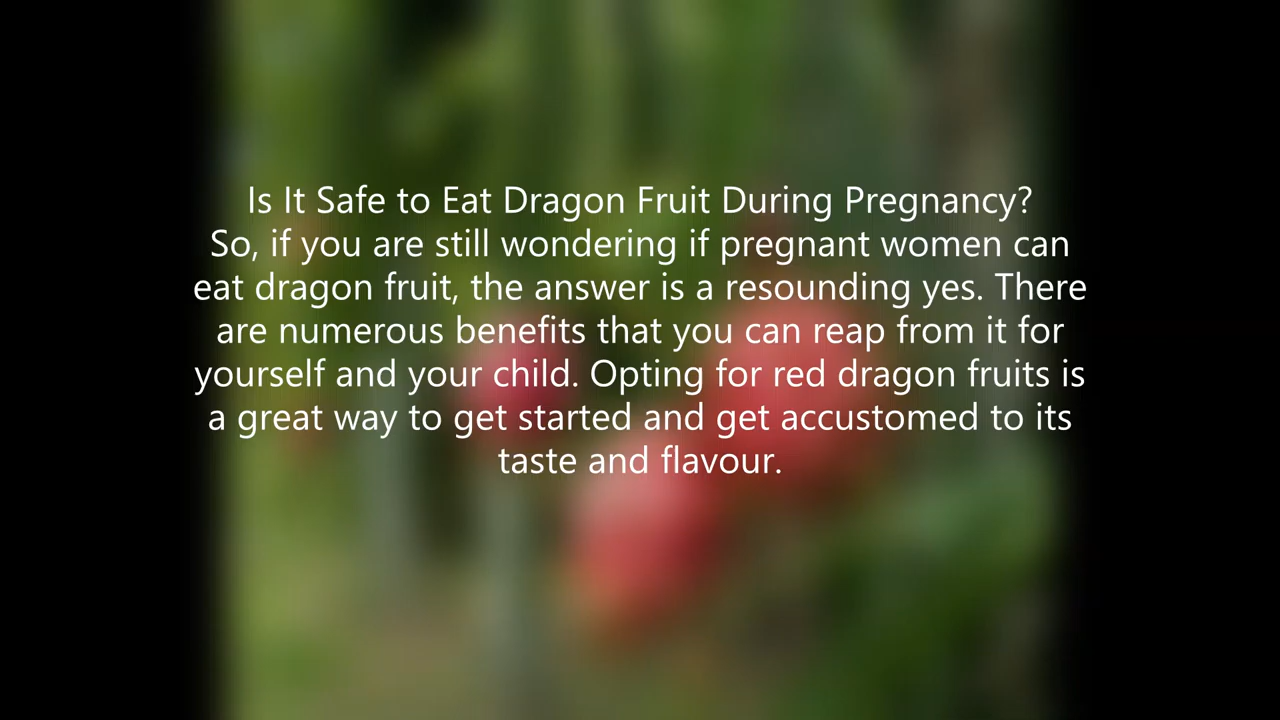 Is It Safe to Eat Dragon Fruit During Pregnancy?
So, if you are still wondering if pregnant women can
eat dragon fruit, the answer is a resounding yes. There
are numerous benefits that you can reap from it for
yourself and your child. Opting for red dragon fruits is
a great way to get started and get accustomed to its
taste and flavour.